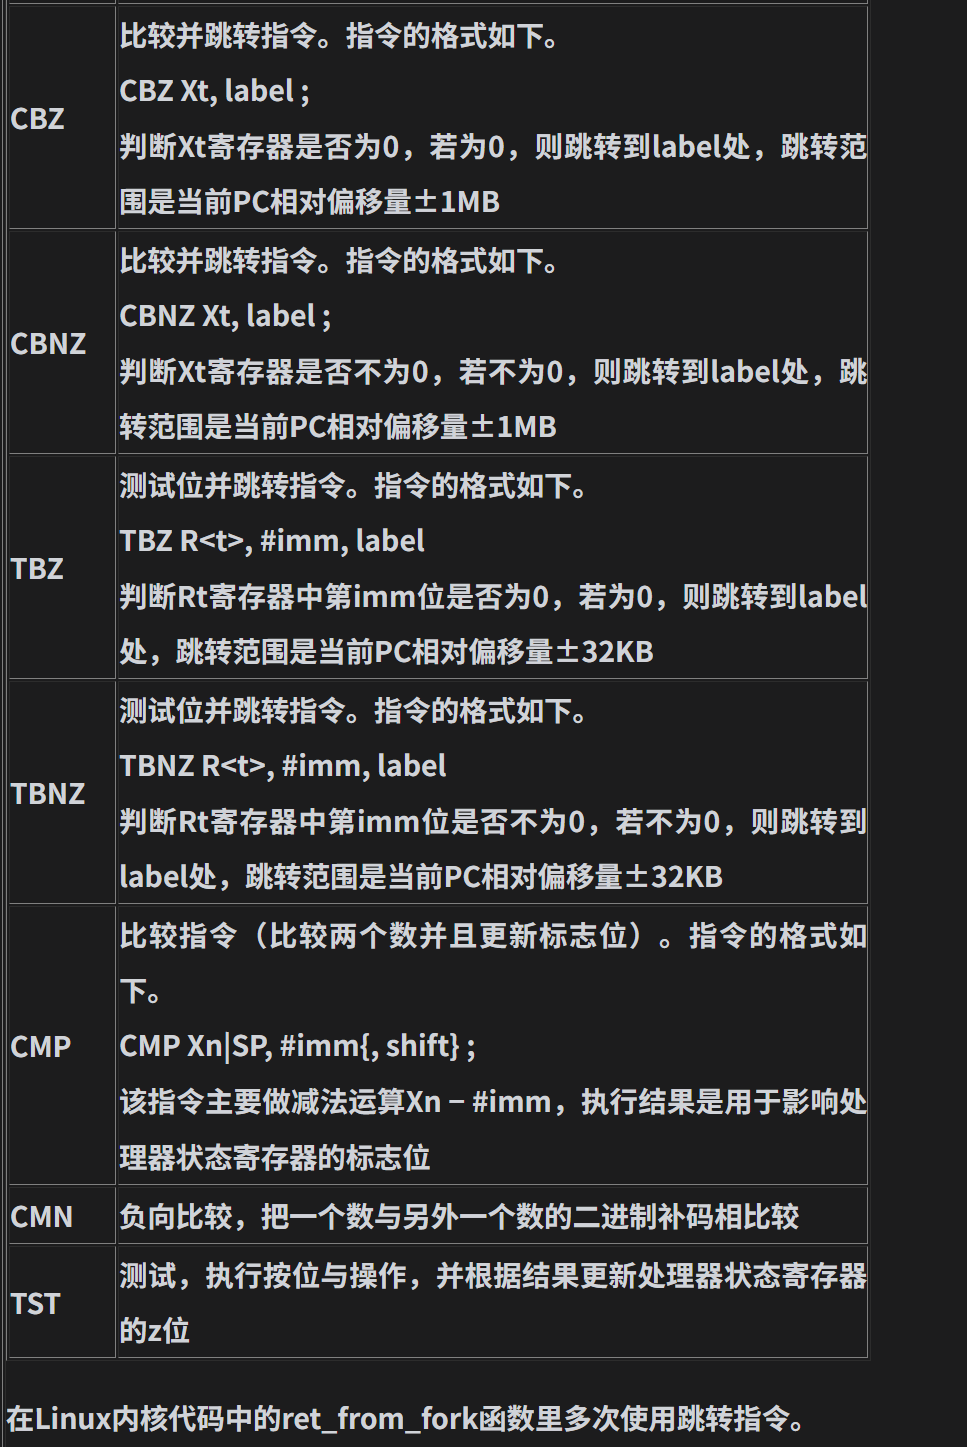 CBZ
比较并跳转指令。指令的格式如下。
CBZ Xt, label ;
判断Xt寄存器是否为0，若为0，则跳转到label处，跳转范
围是当前PC相对偏移量±1MB
CBNZ
比较并跳转指令。指令的格式如下。
CBNZ Xt, label ;
判断Xt寄存器是否不为0，若不为0，则跳转到label处，跳
转范围是当前PC相对偏移量±1MB
TBZ
测试位并跳转指令。指令的格式如下。
TBZ R<t>, #imm, label
判断Rt寄存器中第imm位是否为0，若为0，则跳转到label
处，跳转范围是当前PC相对偏移量±32KB
TBNZ
测试位并跳转指令。指令的格式如下。
TBNZ R<t>, #imm, label
判断Rt寄存器中第imm位是否不为0，若不为0，则跳转到
label处，跳转范围是当前PC相对偏移量±32KB
CMP
比较指令（比较两个数并且更新标志位）。指令的格式如
下。
CMP Xn|SP, #imm{, shift} ;
该指令主要做减法运算Xn − #imm，执行结果是用于影响处
理器状态寄存器的标志位
CMN
负向比较，把一个数与另外一个数的二进制补码相比较
TST
测试，执行按位与操作，并根据结果更新处理器状态寄存器
的z位
在Linux内核代码中的ret_from_fork函数里多次使用跳转指令。